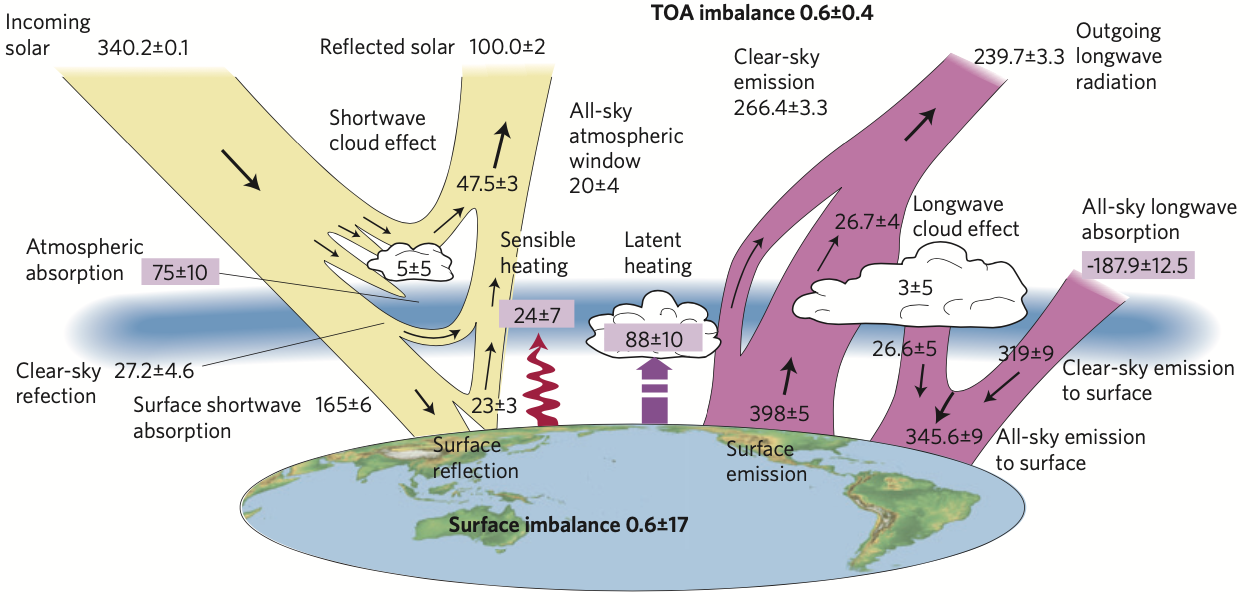 TOA imbalance 0.6±0.4
Incoming
solar 340.2±0.1
Reflected solar 100.0±2
Shortwave
cloud effect
47.5±3
All-sky
atmospheric
window
20±4
Clear-sky
emission
266.4±3.3
239.7±3.3 Outgoing
longwave
radiation
Atmospheric
absorption 75±10
5±5
Sensible
heating
24±7
Latent
heating
88±10
26.7±4
Longwave
cloud effect
3±5
All-sky longwave
absorption
-187.9±12.5
Clear-sky 27.2±4.6
refection
Surface shortwave 165±6
absorption
23±3
Surface
reflection
398±5
Surface
emission
26.6±5
319±9
Clear-sky emission
to surface
345.6±9 All-sky emission
to surface
Surface imbalance 0.6±17